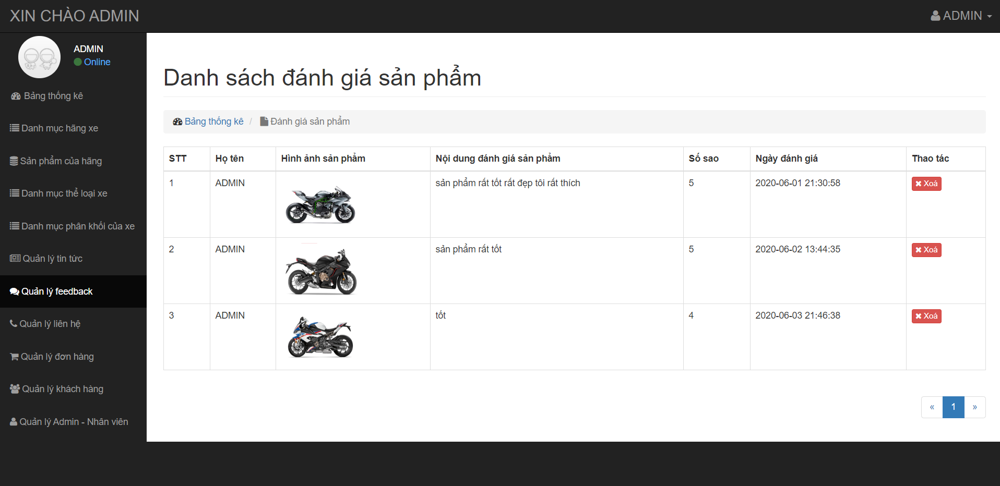 XIN CHÀO ADMIN
ADMIN
ADMIN
Online
Bảng thống kê
Danh mục hãng xe
Sản phẩm của hãng
Danh mục thể loại xe
Danh mục phân khối của xe
Quản lý tin tức
Quản lý feedback
Quản lý liên hệ
Quản lý đơn hàng
Quản lý khách hàng
Quản lý Admin - Nhân viên
Danh sách đánh giá sản phẩm
Bảng thống kê / Đánh giá sản phẩm
STT Họ tên Hình ảnh sản phẩm Nội dung đánh giá sản phẩm Số sao Ngày đánh giá Thao tác
1 ADMIN sản phẩm rất tốt rất đẹp tôi rất thích 5 2020-06-01 21:30:58 Xoá
2 ADMIN sản phẩm rất tốt 5 2020-06-02 13:44:35 Xoá
3 ADMIN tốt 4 2020-06-03 21:46:38 Xoá
« 1 »